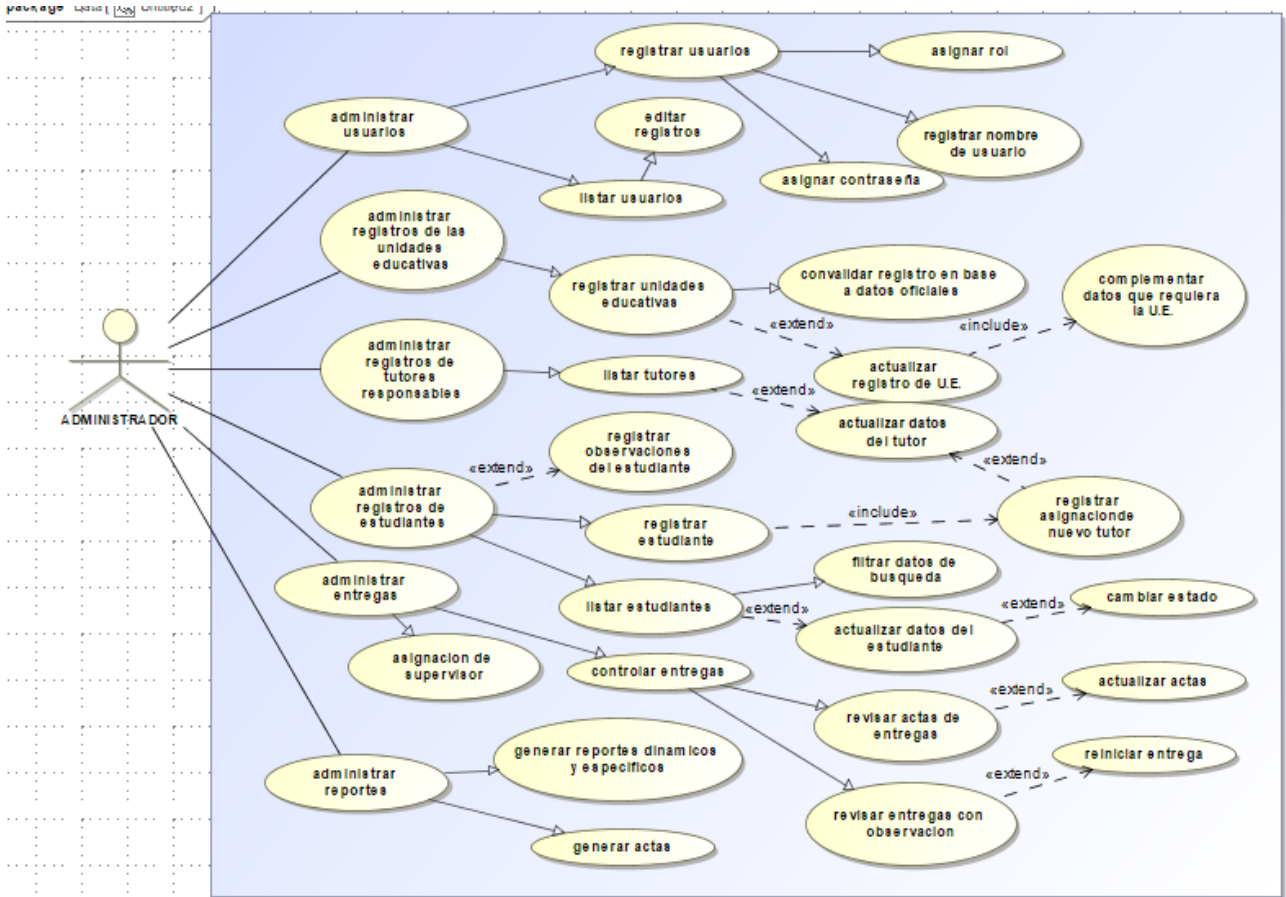 package Data [ Untitled2 ]
registrar usuarios
asignar rol
administrar
usuarios
editar
registros
registrar nombre
de usuario
asignar contraseña
listar usuarios
administrar
registros de las
unidades
educativas
registrar unidades
educativas
convalidar registro en base
a datos oficiales
complementar
datos que requiera
la U.E.
«extend»
«include»
administrar
registros de
tutores
responsables
listar tutores
actualizar
registro de U.E.
«extend»
ADMINISTRADOR
actualizar datos
del tutor
registrar
observaciones
del estudiante
«extend»
«extend»
administrar
registros de
estudiantes
registrar
estudiante
«include»
registrar
asignacionde
nuevo tutor
administrar
entregas
listar estudiantes
filtrar datos de
busqueda
«extend»
actualizar datos del
estudiante
«extend»
cambiar estado
asignacion de
supervisor
controlar entregas
revisar actas de
entregas
«extend»
actualizar actas
generar reportes dinamicos
y especificos
administrar
reportes
reiniciar entrega
«extend»
revisar entregas con
observacion
generar actas